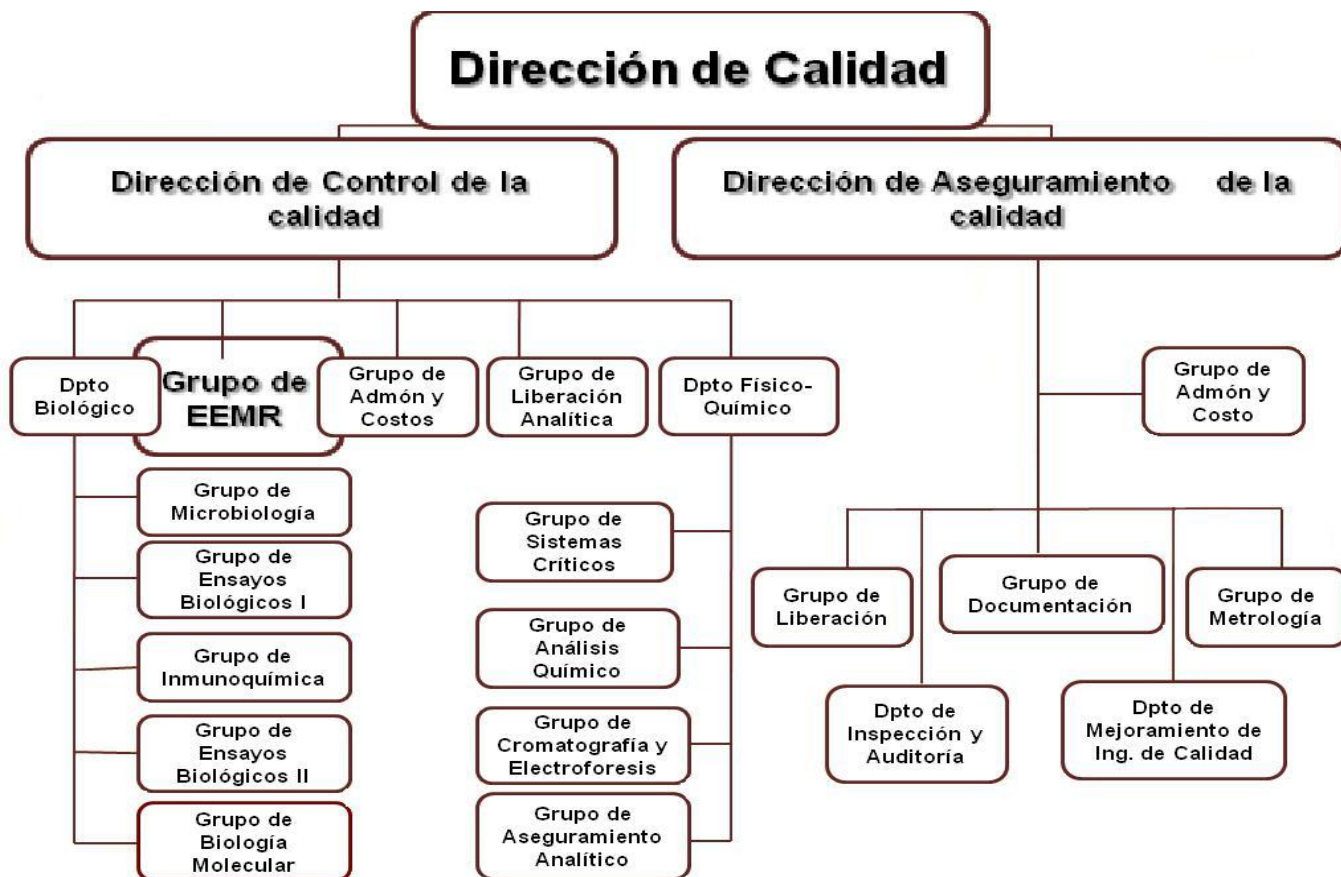 Dirección de Calidad
Dirección de Control de la
calidad
Dirección de Aseguramiento de la
calidad
Dpto
Biológico
Grupo de
EEMR
Grupo de
Admón y
Costos
Grupo de
Liberación
Analítica
Dpto Físico-
Químico
Grupo de
Admón y
Costo
Grupo de
Microbiología
Grupo de
Ensayos
Biológicos I
Grupo de
Inmunoquímica
Grupo de
Ensayos
Biológicos II
Grupo de
Biología
Molecular
Grupo de
Sistemas
Críticos
Grupo de
Análisis
Químico
Grupo de
Cromatografía y
Electroforesis
Grupo de
Aseguramiento
Analítico
Grupo de
Liberación
Grupo de
Documentación
Grupo de
Metrología
Dpto de
Inspección y
Auditoría
Dpto de
Mejoramiento de
Ing. de Calidad